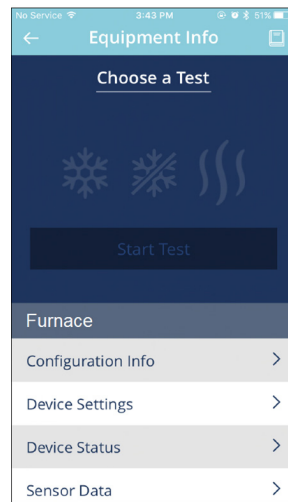 No Service 3:43 PM 51%
Equipment Info
Choose a Test
Start Test
Furnace
Configuration Info
Device Settings
Device Status
Sensor Data